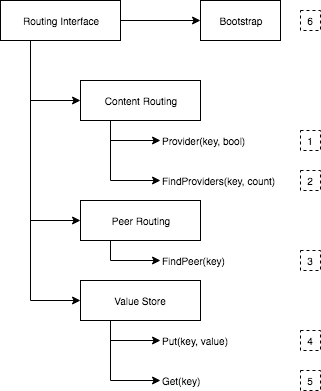 Routing Interface
Bootstrap
6
Content Routing
Provider(key, bool)
1
FindProviders(key, count)
2
Peer Routing
FindPeer(key)
3
Value Store
Put(key, value)
4
Get(key)
5